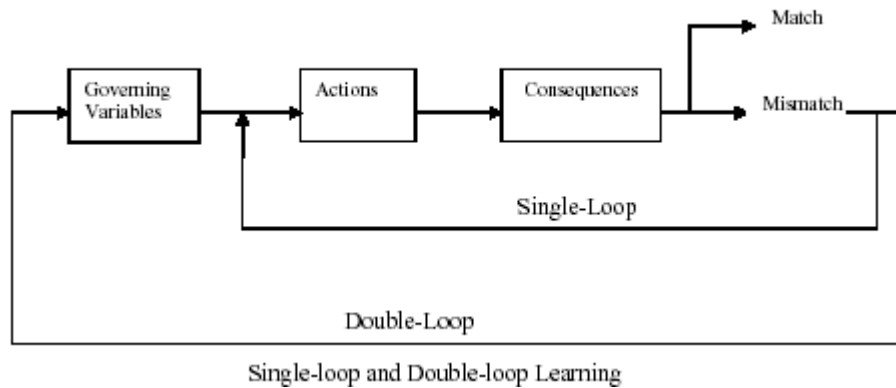 Match
Governing
Variables
Actions
Consequences
Mismatch
Single-Loop
Double-Loop
Single-loop and Double-loop Learning